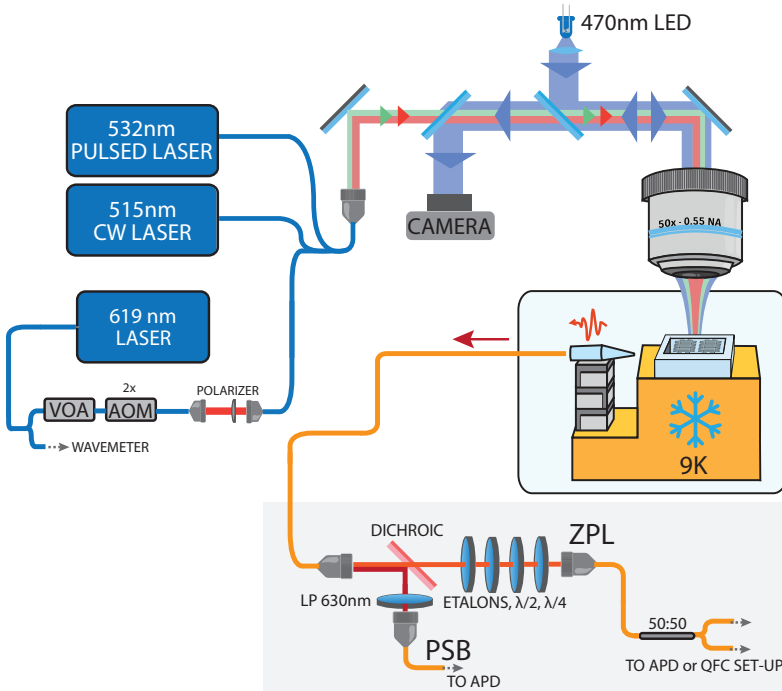 470nm LED
532nm
PULSED LASER
515nm
CW LASER
CAMERA
50x - 0.55 NA
619 nm
LASER
2x
POLARIZER
VOA
AOM
WAVEMETER
9K
DICHROIC
ZPL
LP 630nm
ETALONS, λ/2, λ/4
50:50
PSB
TO APD
TO APD or QFC SET-UP